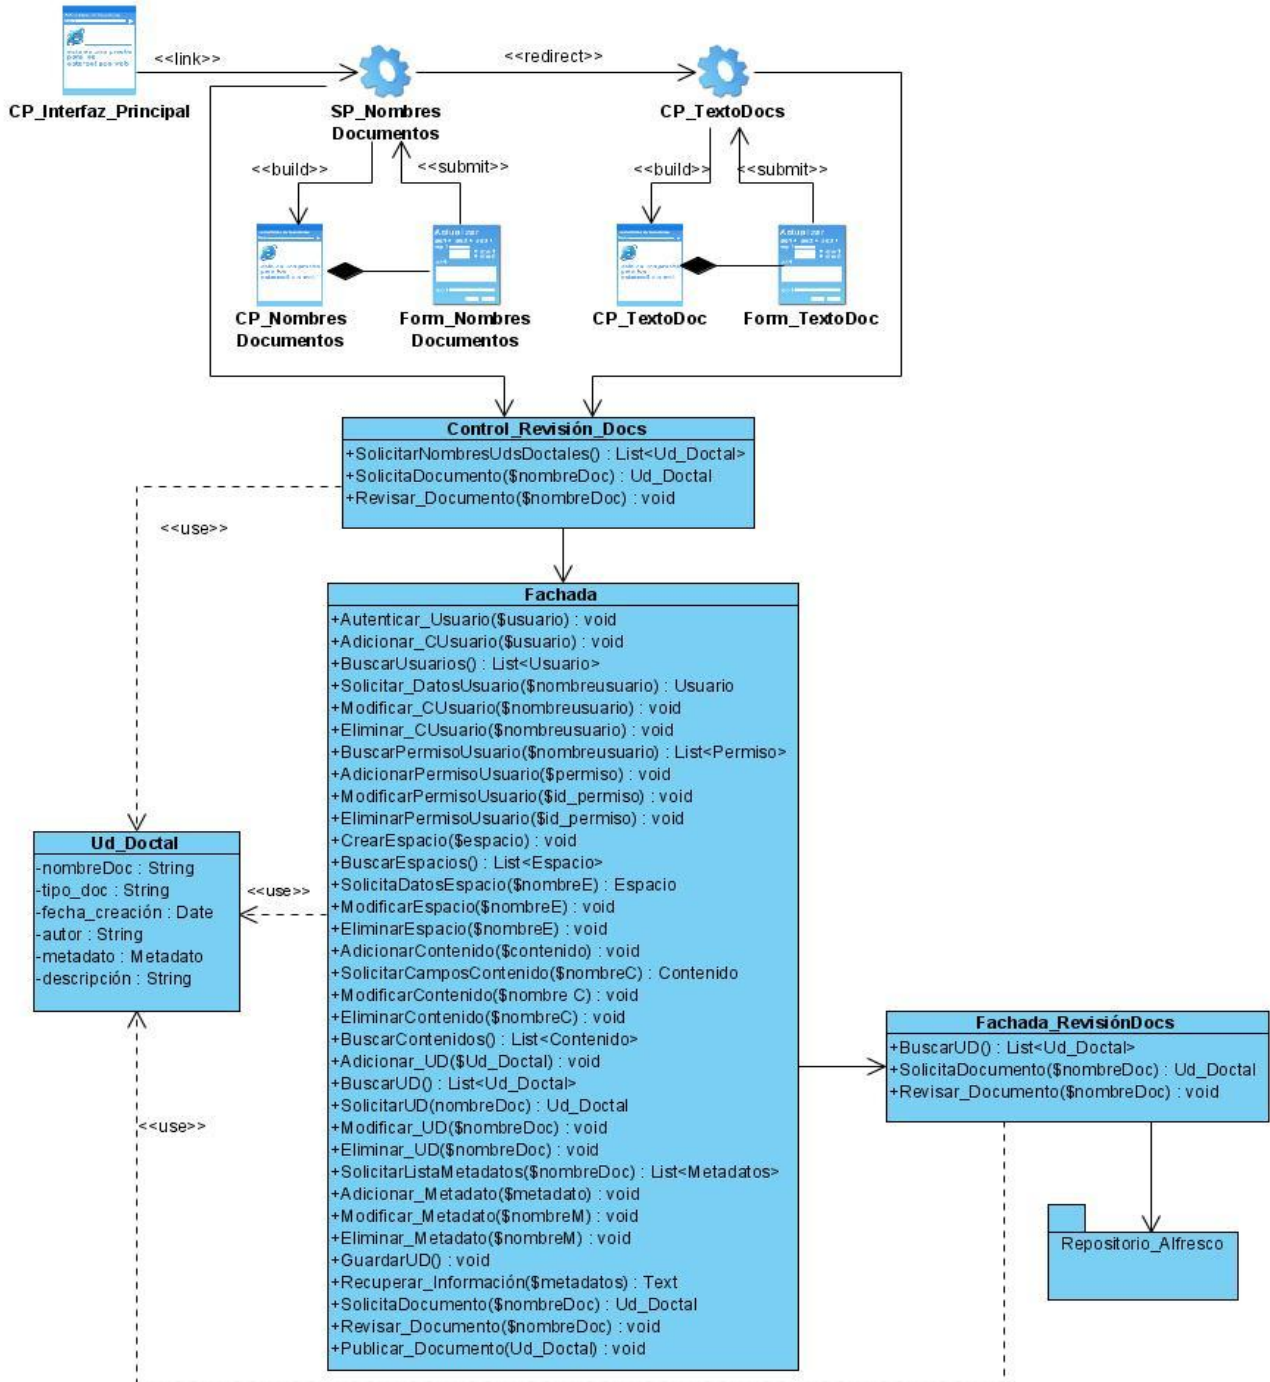 <<link>>
<<redirect>>
CP_Interfaz_Principal
SP_Nombres
Documentos
CP_TextoDocs
<<build>>
<<submit>>
<<build>>
<<submit>>
Actualizar
Actualizar
CP_Nombres
Documentos
Form_Nombres
Documentos
CP_TextoDoc
Form_TextoDoc
Control_Revisión_Docs
+SolicitarNombresUdsDoctales() : List<Ud_Doctal>
+SolicitaDocumento($nombreDoc) : Ud_Doctal
+Revisar_Documento($nombreDoc) : void
<<use>>
Fachada
+Autenticar_Usuario($usuario) : void
+Adicionar_CUsuario($usuario) : void
+BuscarUsuarios() : List<Usuario>
+Solicitar_DatosUsuario($nombreusuario) : Usuario
+Modificar_CUsuario($nombreusuario) : void
+Eliminar_CUsuario($nombreusuario) : void
+BuscarPermisoUsuario($nombreusuario) : List<Permiso>
+AdicionarPermisoUsuario($permiso) : void
+ModificarPermisoUsuario($id_permiso) : void
+EliminarPermisoUsuario($id_permiso) : void
+CrearEspacio($espacio) : void
+BuscarEspacios() : List<Espacio>
+SolicitaDatosEspacio($nombreE) : Espacio
+ModificarEspacio($nombreE) : void
+EliminarEspacio($nombreE) : void
+AdicionarContenido($contenido) : void
+SolicitarCamposContenido($nombreC) : Contenido
+ModificarContenido($nombre C) : void
+EliminarContenido($nombreC) : void
+BuscarContenidos() : List<Contenido>
+Adicionar_UD($Ud_Doctal) : void
+BuscarUD() : List<Ud_Doctal>
+SolicitarUD(nombreDoc) : Ud_Doctal
+Modificar_UD($nombreDoc) : void
+Eliminar_UD($nombreDoc) : void
+SolicitarListaMetadatos($nombreDoc) : List<Metadatos>
+Adicionar_Metadato($metadato) : void
+Modificar_Metadato($nombreM) : void
+Eliminar_Metadato($nombreM) : void
+GuardarUD() : void
+Recuperar_Información($metadatos) : Text
+SolicitaDocumento($nombreDoc) : Ud_Doctal
+Revisar_Documento($nombreDoc) : void
+Publicar_Documento(Ud_Doctal) : void
Ud_Doctal
-nombreDoc : String
-tipo_doc : String
-fecha_creación : Date
-autor : String
-metadato : Metadato
-descripción : String
<<use>>
<<use>>
Fachada_RevisiónDocs
+BuscarUD() : List<Ud_Doctal>
+SolicitaDocumento($nombreDoc) : Ud_Doctal
+Revisar_Documento($nombreDoc) : void
Repositorio_Alfresco